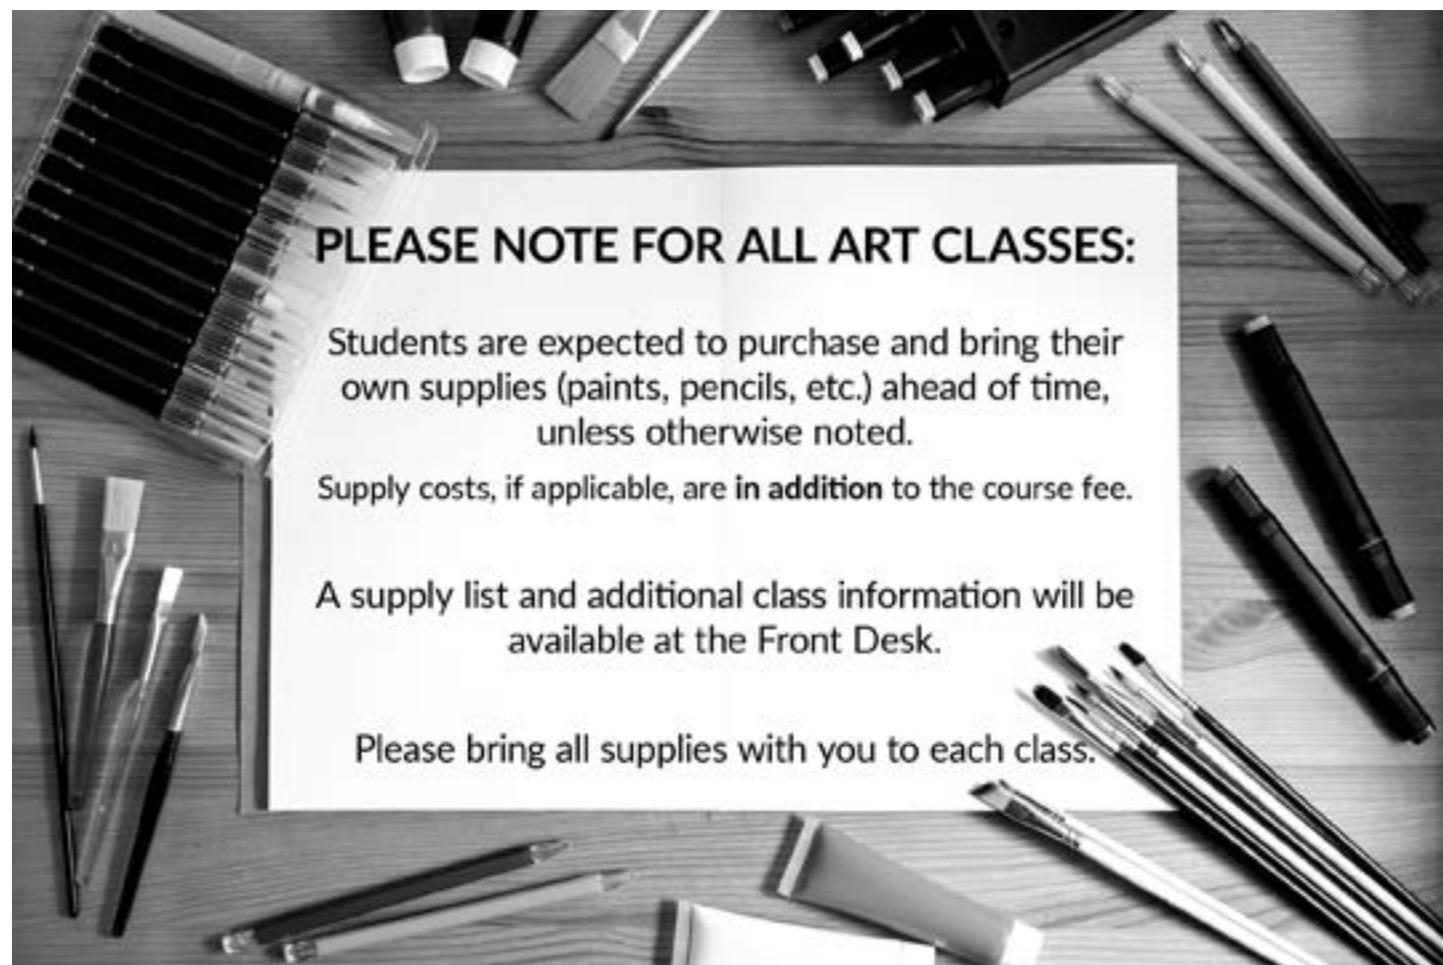 PLEASE NOTE FOR ALL ART CLASSES:
Students are expected to purchase and bring their
own supplies (paints, pencils, etc.) ahead of time,
unless otherwise noted.
Supply costs, if applicable, are in addition to the course fee.
A supply list and additional class information will be
available at the Front Desk.
Please bring all supplies with you to each class.